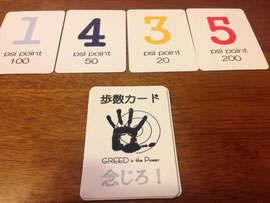 1
psi point
100
4
psi point
50
3
psi point
20
5
psi point
200
歩数カード
GREED is the Power
念じろ！